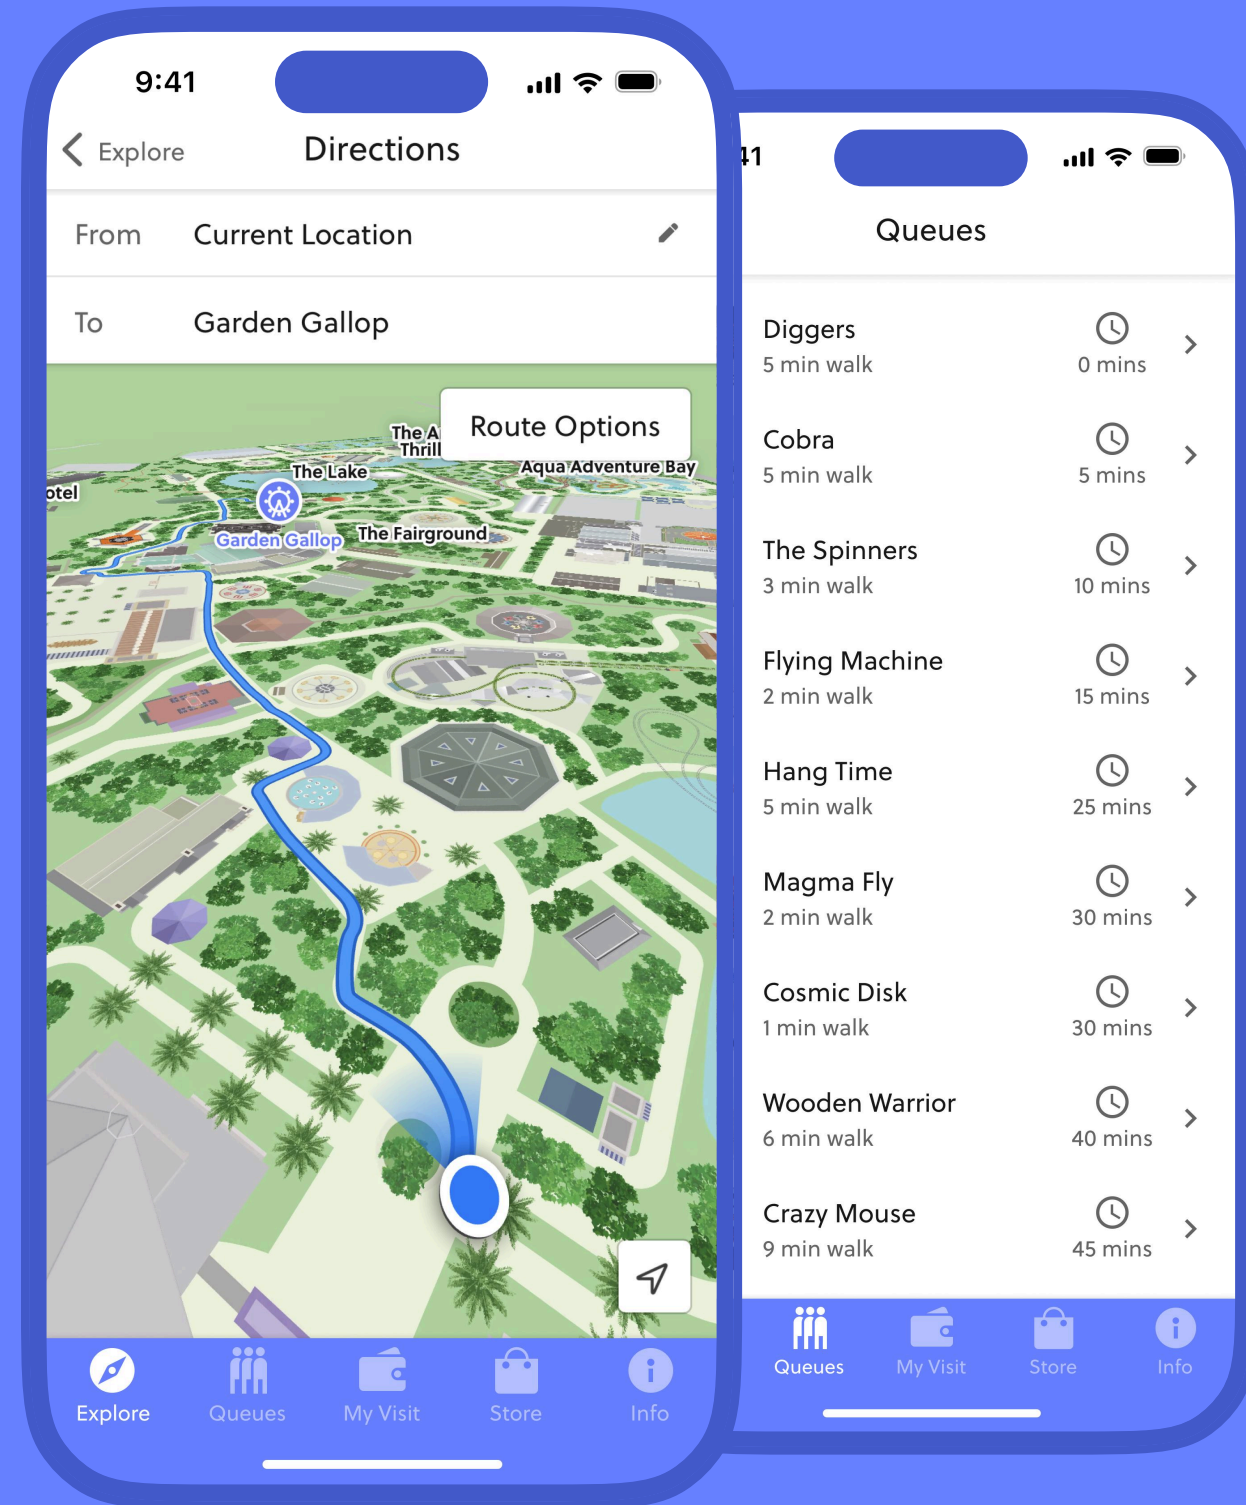 9:41
Explore
Directions
From Current Location
To Garden Gallop
Route Options
The A
Thrill
The Lake
Aqua Adventure Bay
otel
Garden Gallop
The Fairground
Explore
Queues
My Visit
Store
Info
41
Queues
Diggers
5 min walk
0 mins
Cobra
5 min walk
5 mins
The Spinners
3 min walk
10 mins
Flying Machine
2 min walk
15 mins
Hang Time
5 min walk
25 mins
Magma Fly
2 min walk
30 mins
Cosmic Disk
1 min walk
30 mins
Wooden Warrior
6 min walk
40 mins
Crazy Mouse
9 min walk
45 mins
Queues
My Visit
Store
Info